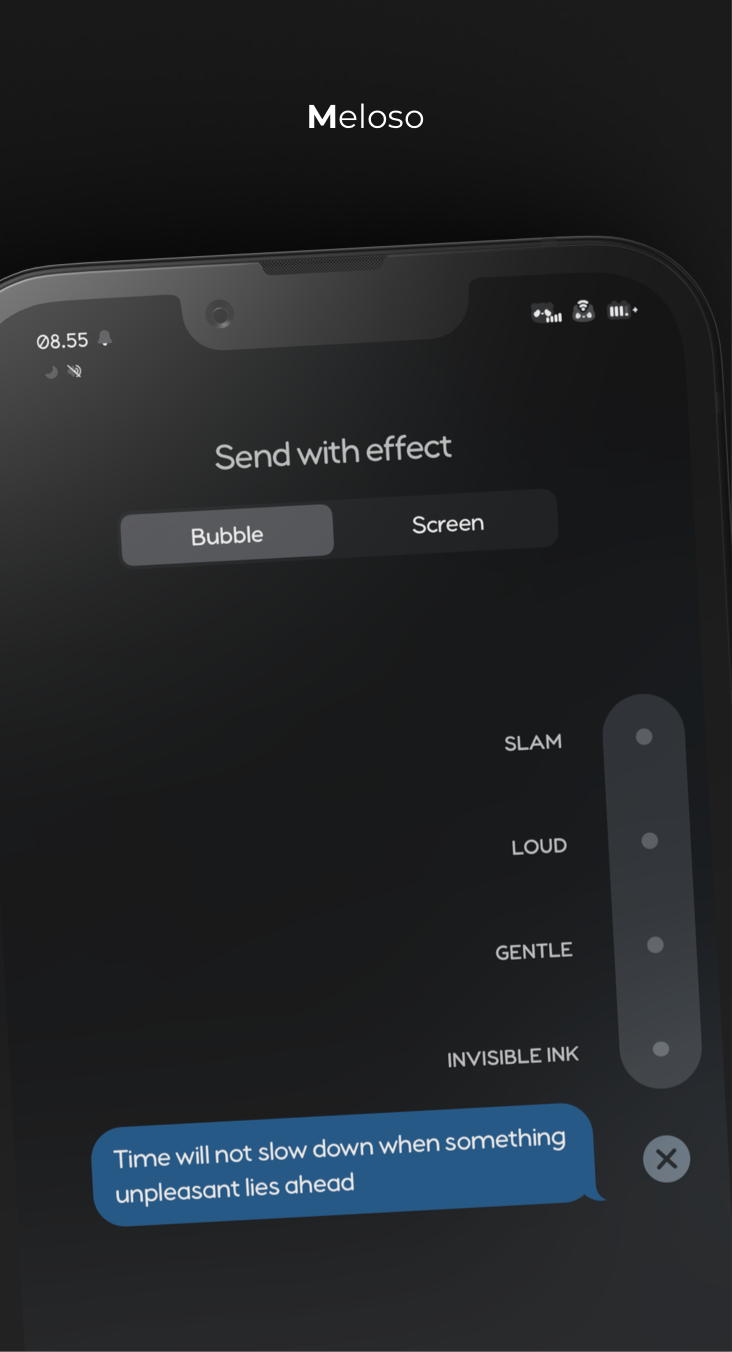 Meloso
08.55
Send with effect
Bubble
Screen
SLAM
LOUD
GENTLE
INVISIBLE INK
Time will not slow down when something
unpleasant lies ahead